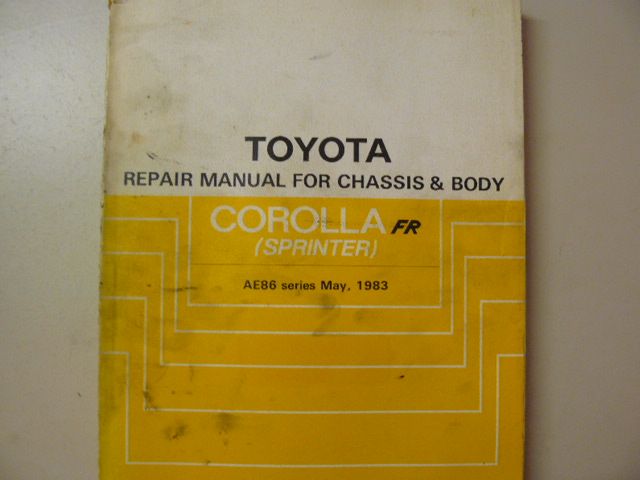 TOYOTA
REPAIR MANUAL FOR CHASSIS & BODY
COROLLA FR
(SPRINTER)
AE86 series May, 1983